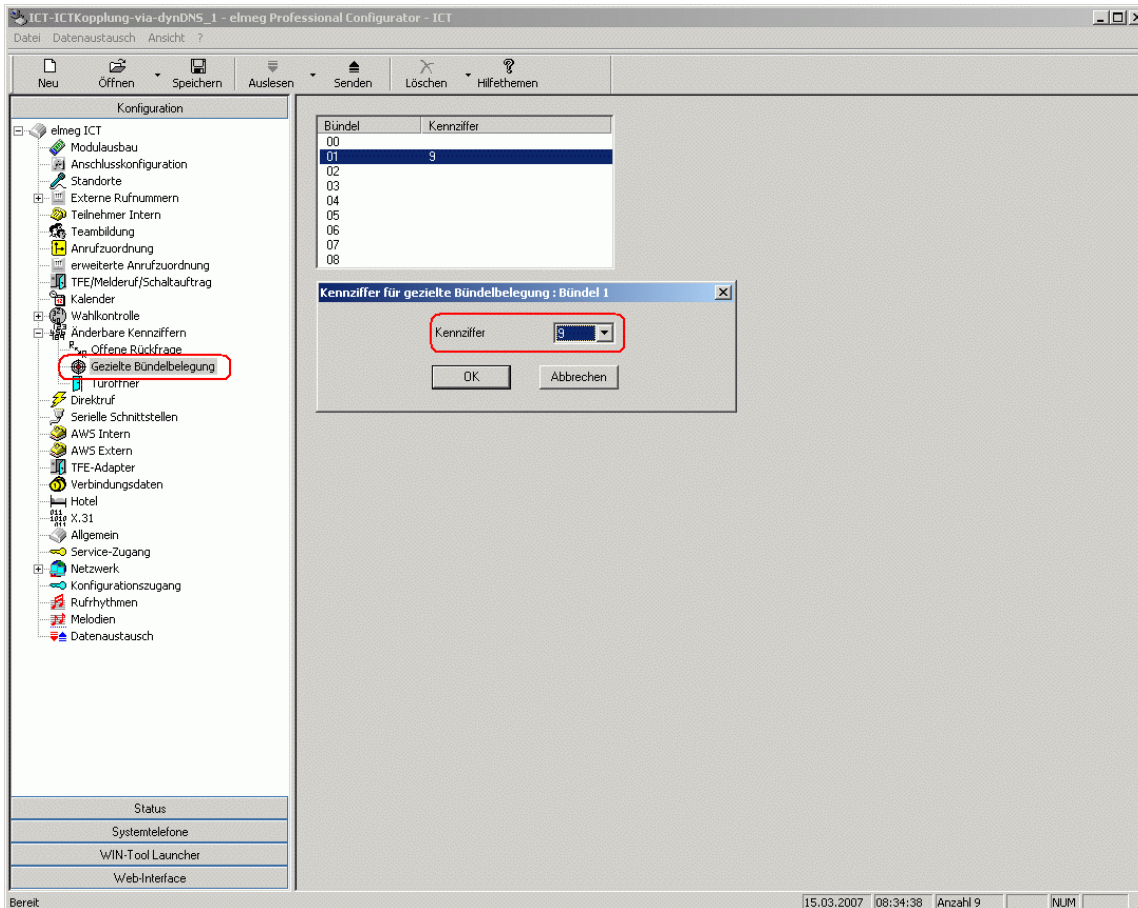 ICT-ICTKopplung-via-dynDNS_1 - elmeg Professional Configurator - ICT
Datei Datenaustausch Ansicht ?
Neu Öffnen Speichern Auslesen Senden Löschen Hilfethemen
Konfiguration
elmeg ICT
Modulausbau
Anschlusskonfiguration
Standorte
Externe Rufnummern
Teilnehmer Intern
Teambildung
Anrufzuordnung
erweiterte Anrufzuordnung
TFE/Melderuf/Schaltauftrag
Kalender
Wahlkontrolle
Änderbare Kennziffern
Offene Rückfrage
Gezielte Bündelbelegung
Türöffner
Direktruf
Serielle Schnittstellen
AWS Intern
AWS Extern
TFE-Adapter
Verbindungsdaten
Hotel
X.31
Allgemein
Service-Zugang
Netzwerk
Konfigurationszugang
Rufrhythmen
Melodien
Datenaustausch
Status
Systemtelefone
WIN-Tool Launcher
Web-Interface
Bündel Kennziffer
00
01 9
02
03
04
05
06
07
08
Kennziffer für gezielte Bündelbelegung : Bündel 1
Kennziffer 9
OK Abbrechen
Bereit 15.03.2007 08:34:38 Anzahl 9 NUM